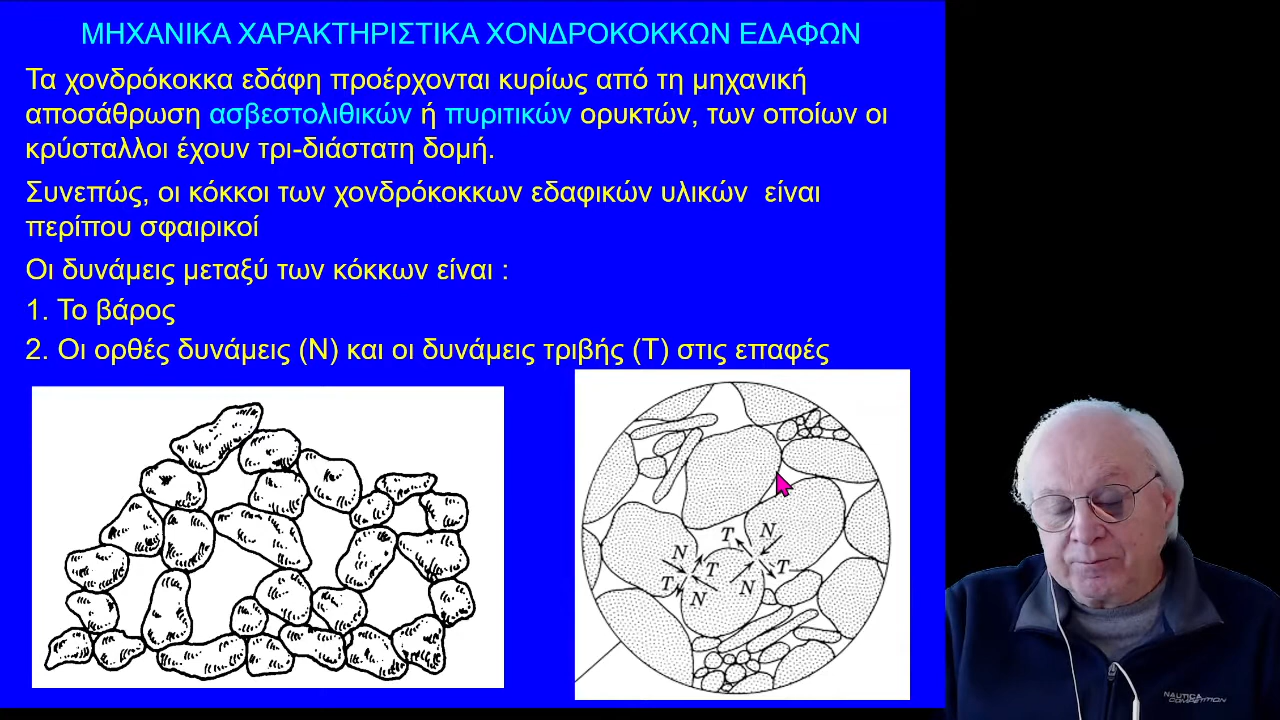 ΜΗΧΑΝΙΚΑ ΧΑΡΑΚΤΗΡΙΣΤΙΚΑ ΧΟΝΔΡΟΚΟΚΚΩΝ ΕΔΑΦΩΝ
Τα χονδρόκοκκα εδάφη προέρχονται κυρίως από τη μηχανική
αποσάθρωση ασβεστολιθικών ή πυριτικών ορυκτών, των οποίων οι
κρύσταλλοι έχουν τρι-διάστατη δομή.
Συνεπώς, οι κόκκοι των χονδρόκοκκων εδαφικών υλικών είναι
περίπου σφαιρικοί
Οι δυνάμεις μεταξύ των κόκκων είναι :
1. Το βάρος
2. Οι ορθές δυνάμεις (Ν) και οι δυνάμεις τριβής (Τ) στις επαφές
T N
N T T
T N N
NAUTICA
COMPETITION